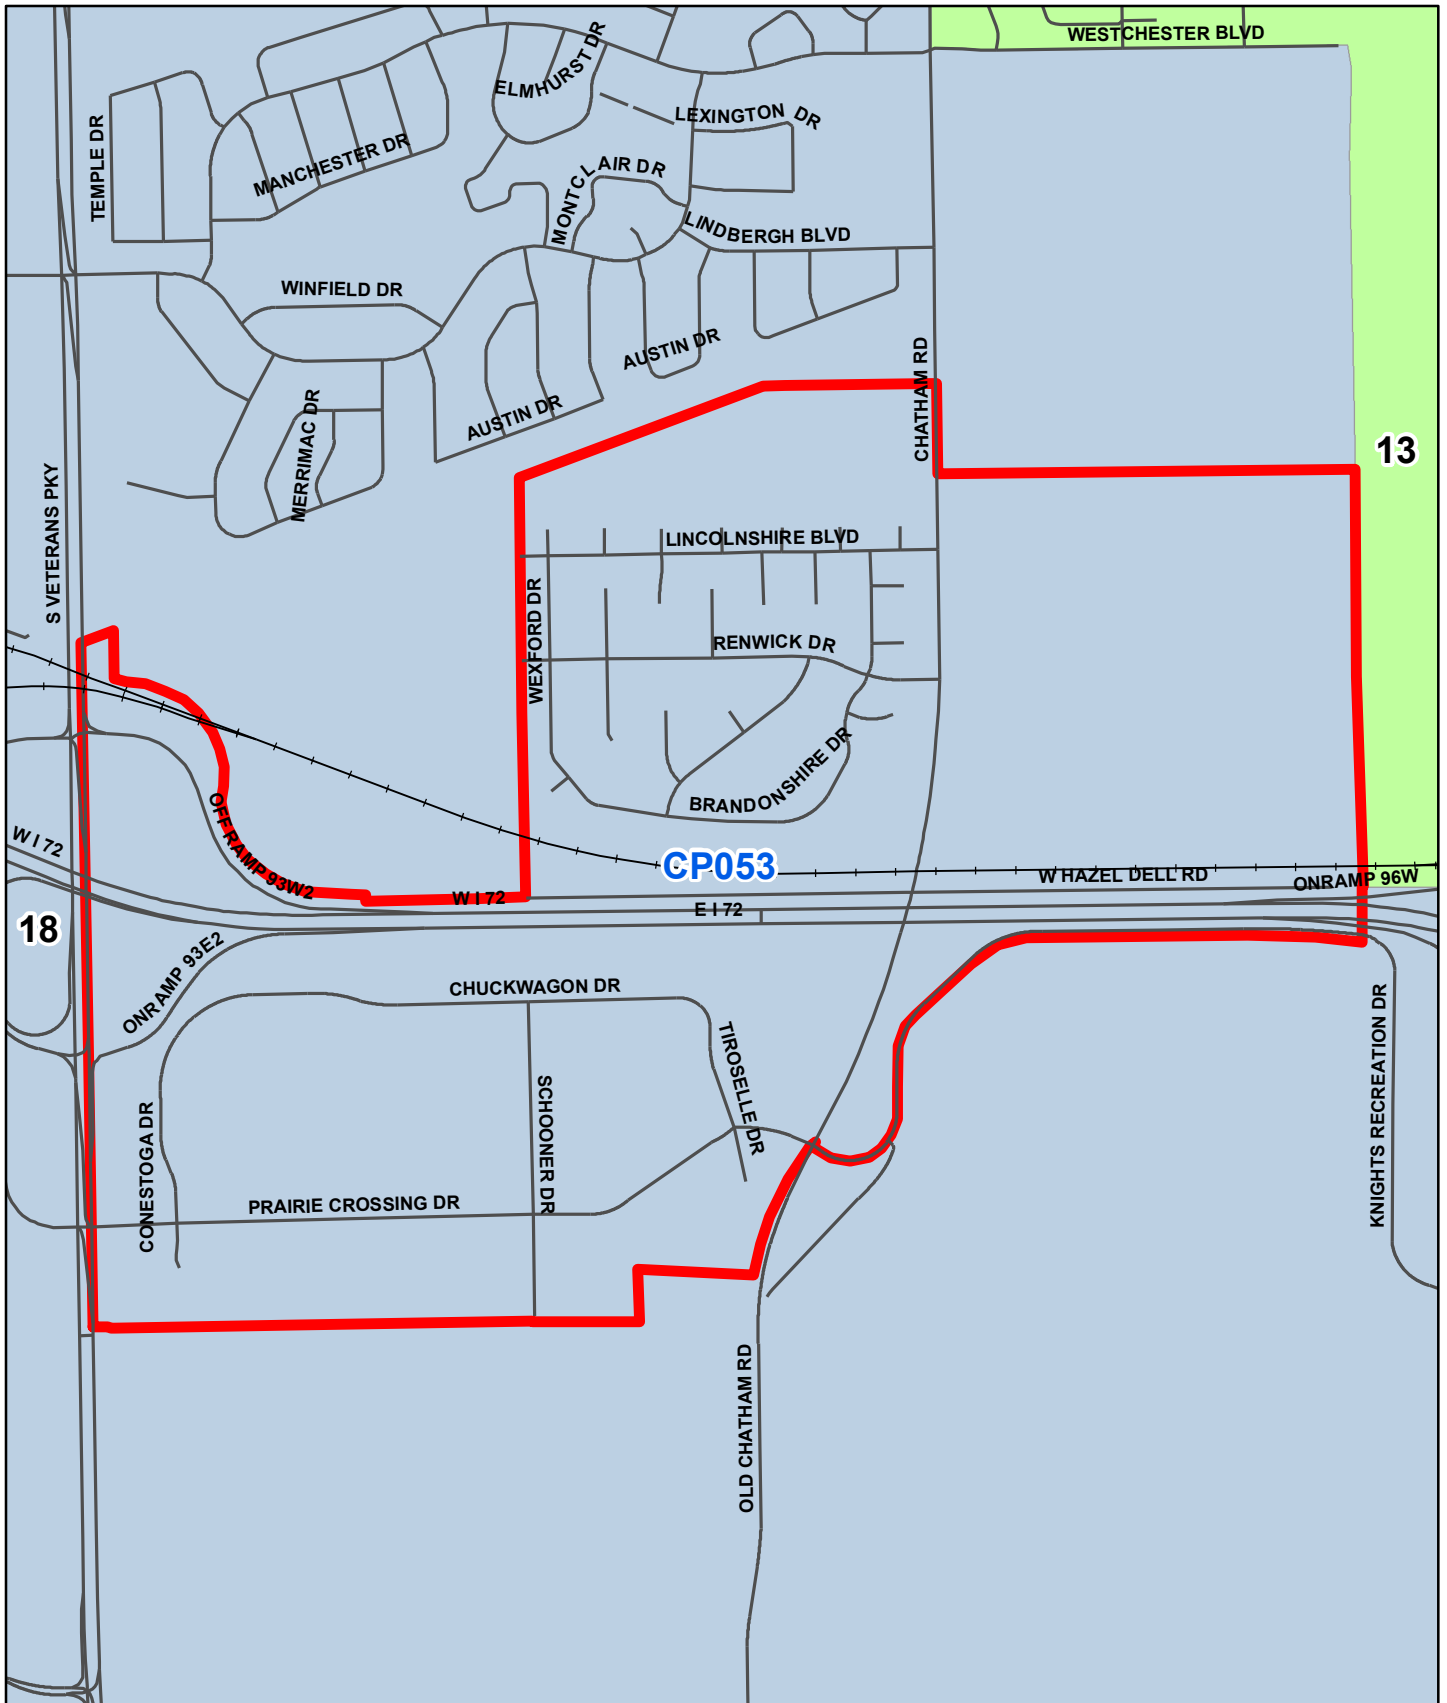 WESTCHESTER BLVD
ELMHURST DR
LEXINGTON DR
TEMPLE DR
MANCHESTER DR
MONTCLAIR DR
LINDBERGH BLVD
WINFIELD DR
AUSTIN DR
CHATHAM RD
MERRIMAC DR
AUSTIN DR
13
S VETERANS PKY
LINCOLNSHIRE BLVD
WEXFORD DR
RENWICK DR
BRANDONSHIRE DR
OFF RAMP 93W2
W I 72
CP053
W HAZEL DELL RD
ONRAMP 96W
W I 72
E I 72
18
ONRAMP 93E2
CHUCKWAGON DR
TIROSELLE DR
KNIGHTS RECREATION DR
SCHOONER DR
CONESTOGA DR
PRAIRIE CROSSING DR
OLD CHATHAM RD